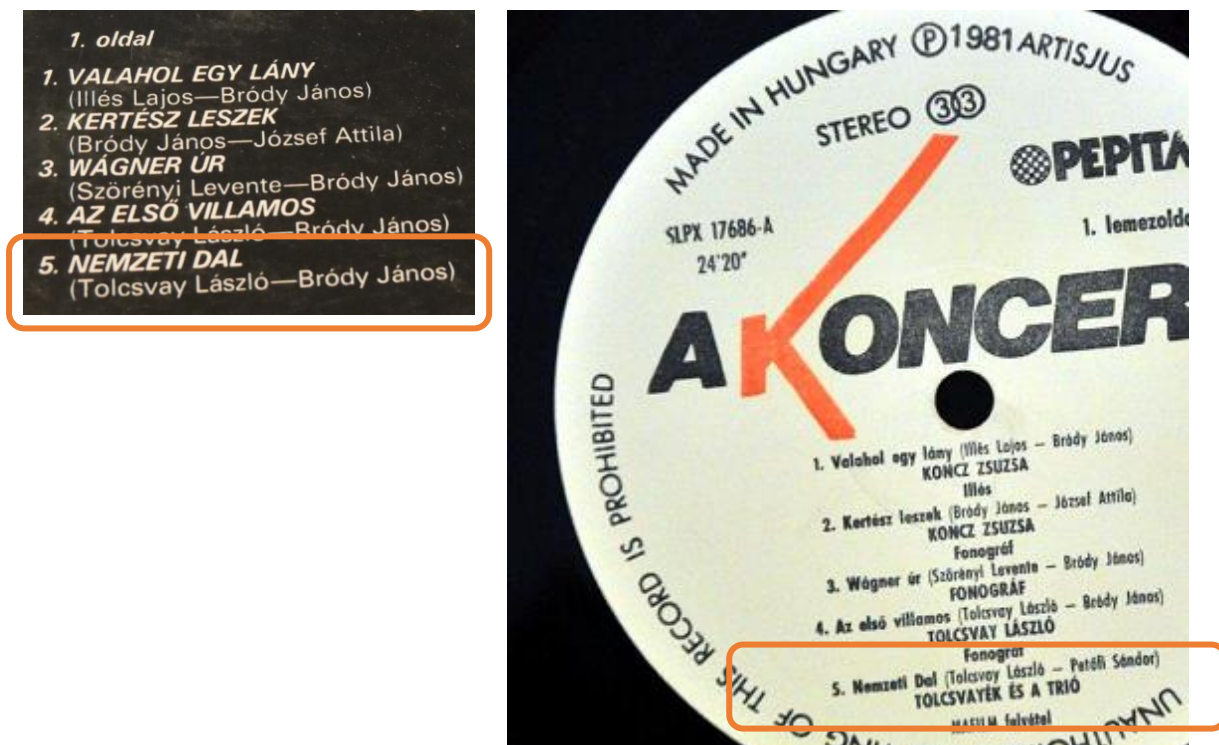 1. oldal
1. VALAHOL EGY LÁNY
(Illés Lajos—Bródy János)
2. KERTÉSZ LESZEK
(Bródy János—József Attila)
3. WÁGNER ÚR
(Szörényi Levente—Bródy János)
4. AZ ELSŐ VILLAMOS
(Tolcsvay László—Bródy János)
5. NEMZETI DAL
(Tolcsvay László—Bródy János)
MADE IN HUNGARY Ⓟ 1981 ARTISJUS
STEREO 33
PEPITA
SLPX 17686-A
24'20"
1. lemezolda
A KONCER
1. Valahol egy lány (Illés Lajos – Bródy János)
KONCZ ZSUZSA
Illés
2. Kertész leszek (Bródy János – József Attila)
KONCZ ZSUZSA
Fonográf
3. Wágner úr (Szörényi Levente – Bródy János)
FONOGRÁF
4. Az első villamos (Tolcsvay László – Bródy János)
TOLCSVAY LÁSZLÓ
Fonográf
5. Nemzeti Dal (Tolcsvay László – Petőfi Sándor)
TOLCSVAYÉK ÉS A TRIÓ
MAFILM felvétel
OF THIS RECORD IS PROHIBITED